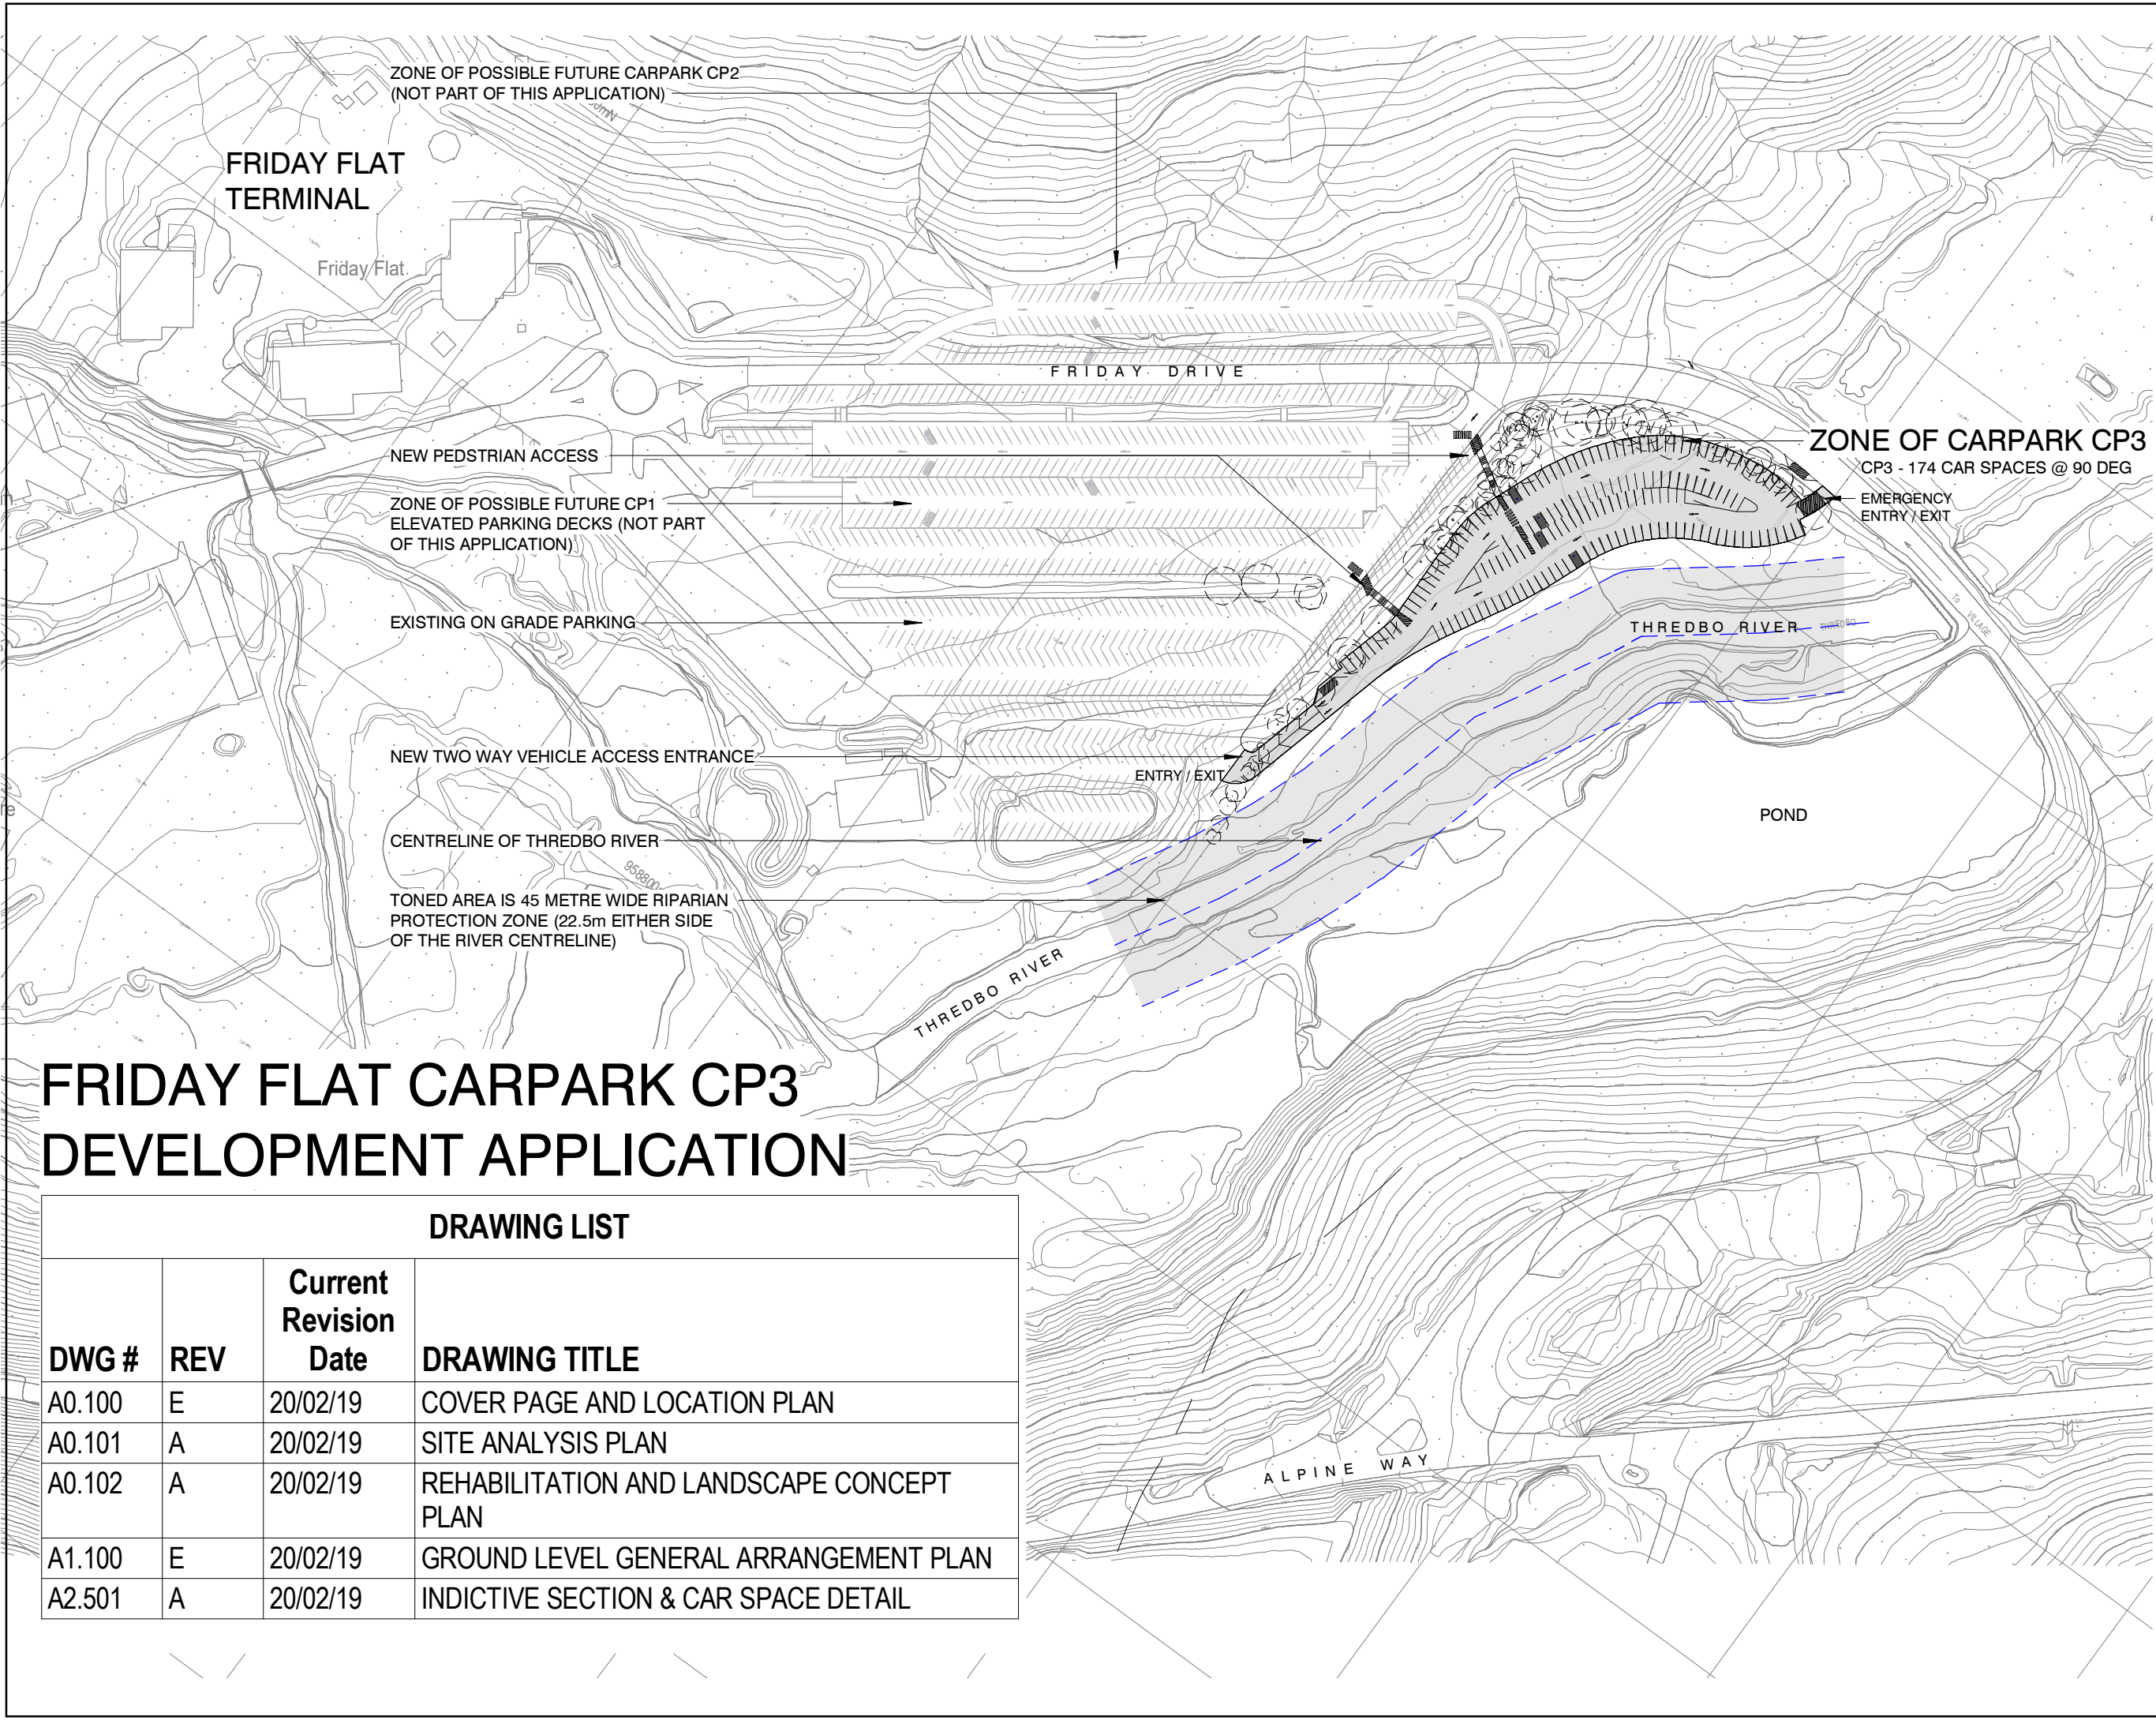 ZONE OF POSSIBLE FUTURE CARPARK CP2
(NOT PART OF THIS APPLICATION)
FRIDAY FLAT
TERMINAL
Friday Flat
FRIDAY DRIVE
ZONE OF CARPARK CP3
CP3 - 174 CAR SPACES @ 90 DEG
EMERGENCY
ENTRY / EXIT
NEW PEDSTRIAN ACCESS
ZONE OF POSSIBLE FUTURE CP1
ELEVATED PARKING DECKS (NOT PART
OF THIS APPLICATION)
EXISTING ON GRADE PARKING
THREDBO RIVER
THREDBO
To VILLAGE
NEW TWO WAY VEHICLE ACCESS ENTRANCE
ENTRY / EXIT
POND
CENTRELINE OF THREDBO RIVER
958800
TONED AREA IS 45 METRE WIDE RIPARIAN
PROTECTION ZONE (22.5m EITHER SIDE
OF THE RIVER CENTRELINE)
THREDBO RIVER
FRIDAY FLAT CARPARK CP3
DEVELOPMENT APPLICATION
DRAWING LIST
DWG # REV Current Revision Date DRAWING TITLE
A0.100 E 20/02/19 COVER PAGE AND LOCATION PLAN
A0.101 A 20/02/19 SITE ANALYSIS PLAN
A0.102 A 20/02/19 REHABILITATION AND LANDSCAPE CONCEPT
PLAN
A1.100 E 20/02/19 GROUND LEVEL GENERAL ARRANGEMENT PLAN
A2.501 A 20/02/19 INDICTIVE SECTION & CAR SPACE DETAIL
ALPINE WAY